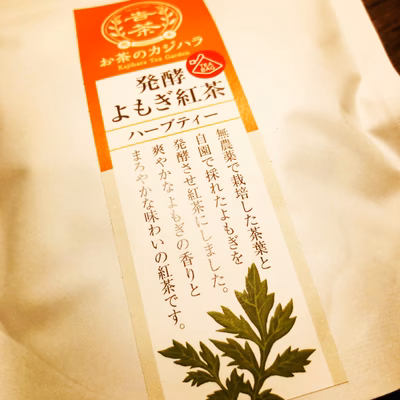 吉茶
お茶のカジハラ
Kajihara Tea Garden
TEA BAG
発酵
よもぎ紅茶
ハーブティー
無農薬で栽培した茶葉と
自園で採れたよもぎを
発酵させ紅茶にしました。
爽やかなよもぎの香りと
まろやかな味わいの紅茶です。